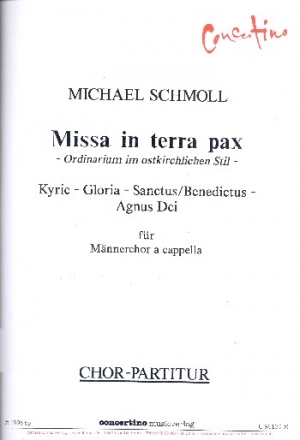 Concertino
MICHAEL SCHMOLL
Missa in terra pax
- Ordinarium im ostkirchlichen Stil -
Kyrie - Gloria - Sanctus/Benedictus -
Agnus Dei
für
Männerchor a cappella
CHOR-PARTITUR
concertino musikverlag